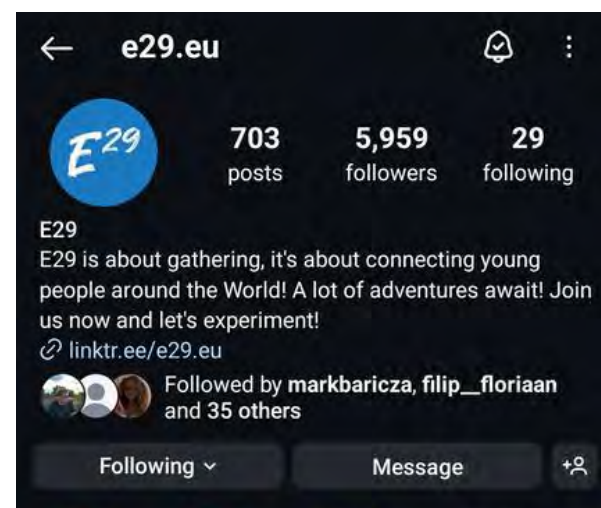 e29.eu
E29
703 5,959 29
posts followers following
E29
E29 is about gathering, it's about connecting young
people around the World! A lot of adventures await! Join
us now and let's experiment!
linktr.ee/e29.eu
Followed by markbaricza, filip__floriaan
and 35 others
Following Message